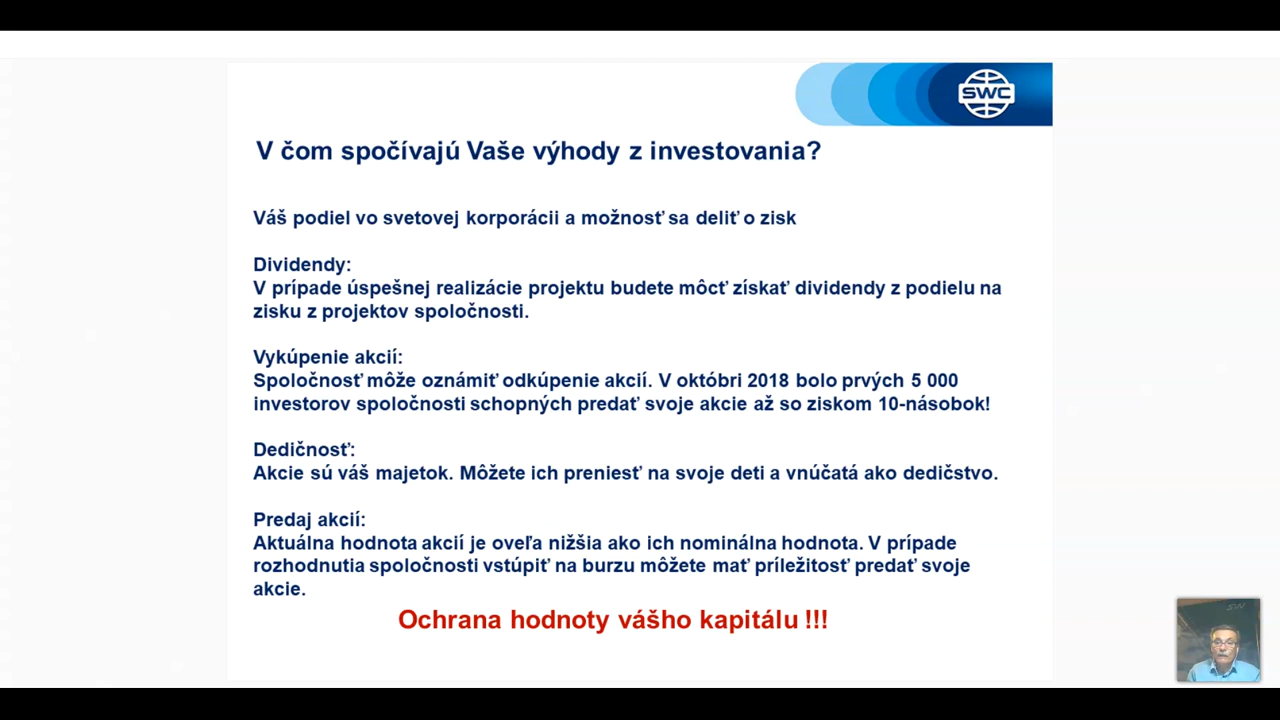 SWC
V čom spočívajú Vaše výhody z investovania?
Váš podiel vo svetovej korporácii a možnosť sa deliť o zisk
Dividendy:
V prípade úspešnej realizácie projektu budete môcť získať dividendy z podielu na
zisku z projektov spoločnosti.
Vykúpenie akcií:
Spoločnosť môže oznámiť odkúpenie akcií. V októbri 2018 bolo prvých 5 000
investorov spoločnosti schopných predať svoje akcie až so ziskom 10-násobok!
Dedičnosť:
Akcie sú váš majetok. Môžete ich preniesť na svoje deti a vnúčatá ako dedičstvo.
Predaj akcií:
Aktuálna hodnota akcií je oveľa nižšia ako ich nominálna hodnota. V prípade
rozhodnutia spoločnosti vstúpiť na burzu môžete mať príležitosť predať svoje
akcie.
Ochrana hodnoty vášho kapitálu !!!